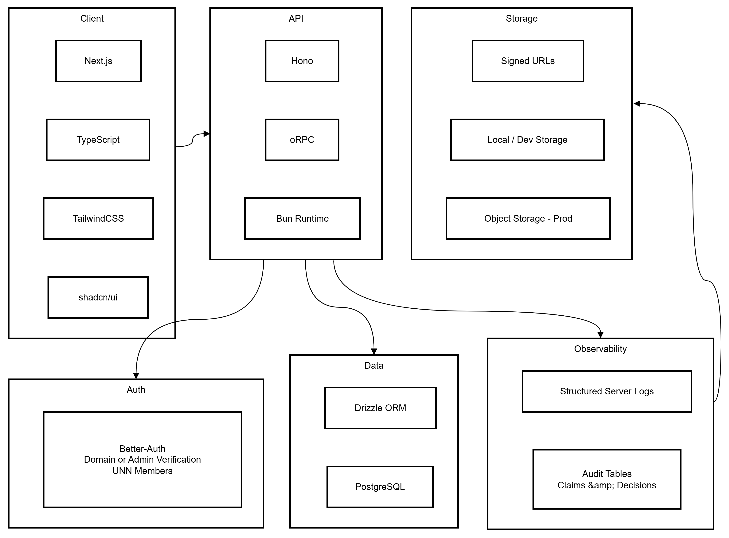 Client
Next.js
TypeScript
TailwindCSS
shadcn/ui
API
Hono
oRPC
Bun Runtime
Storage
Signed URLs
Local / Dev Storage
Object Storage - Prod
Auth
Better-Auth
Domain or Admin Verification
UNN Members
Data
Drizzle ORM
PostgreSQL
Observability
Structured Server Logs
Audit Tables
Claims &amp; Decisions